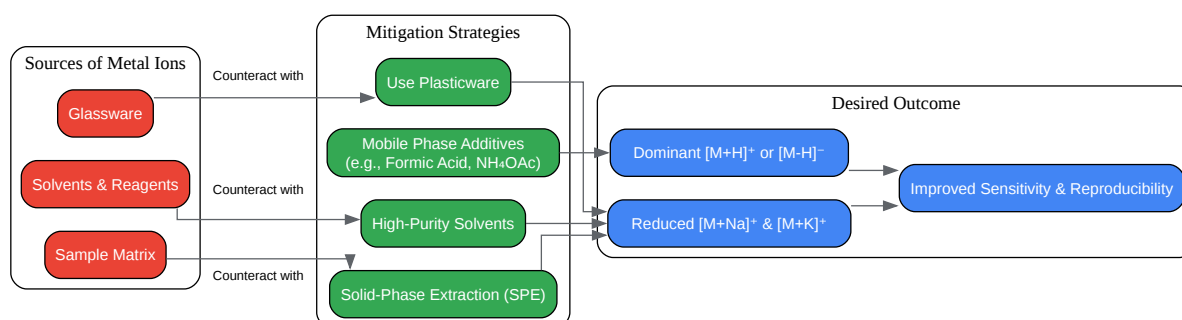 Sources of Metal Ions
Glassware
Solvents & Reagents
Sample Matrix
Counteract with
Counteract with
Counteract with
Mitigation Strategies
Use Plasticware
Mobile Phase Additives
(e.g., Formic Acid, NH₄OAc)
High-Purity Solvents
Solid-Phase Extraction (SPE)
Desired Outcome
Dominant [M+H]⁺ or [M-H]⁻
Reduced [M+Na]⁺ & [M+K]⁺
Improved Sensitivity & Reproducibility